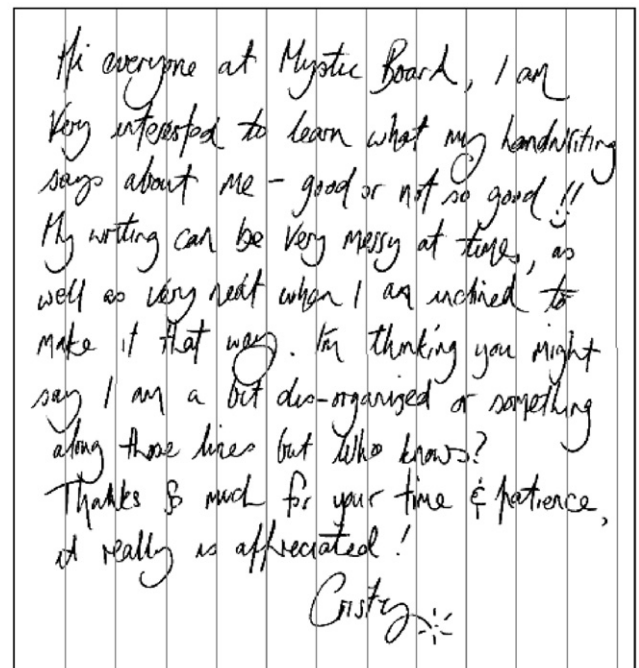 Hi everyone at Mystic Board, I am
Very interested to learn what my handwriting
says about me - good or not so good!!
My writing can be very messy at times, as
well as very neat when I am inclined to
make it that way. I'm thinking you might
say I am a bit dis-organized or something
along those lines but who knows?
Thanks so much for your time & patience,
it really is appreciated!
Cristy